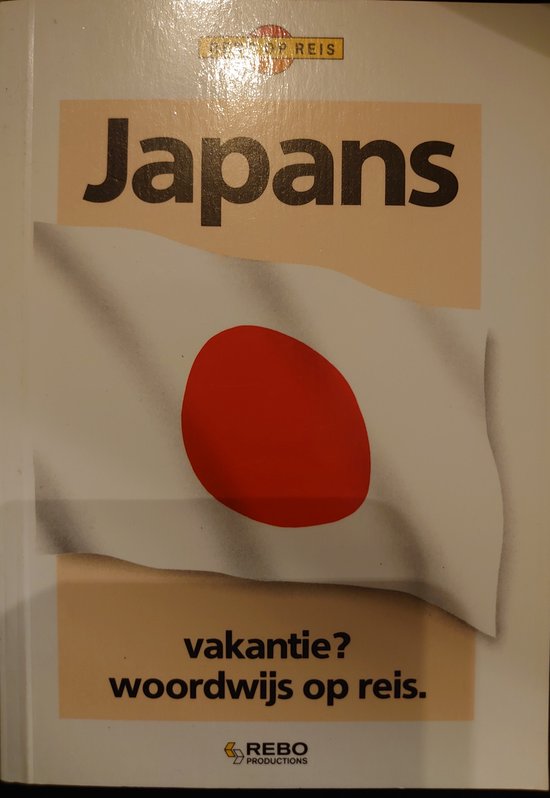 OP REIS
Japans
vakantie?
woordwijs op reis.
REBO
PRODUCTIONS